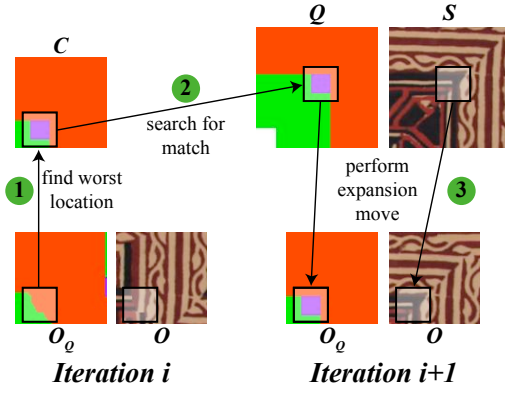 C
Q
S
2
search for
match
1
find worst
location
perform
expansion
move
3
O_Q
O
O_Q
O
Iteration i
Iteration i+1